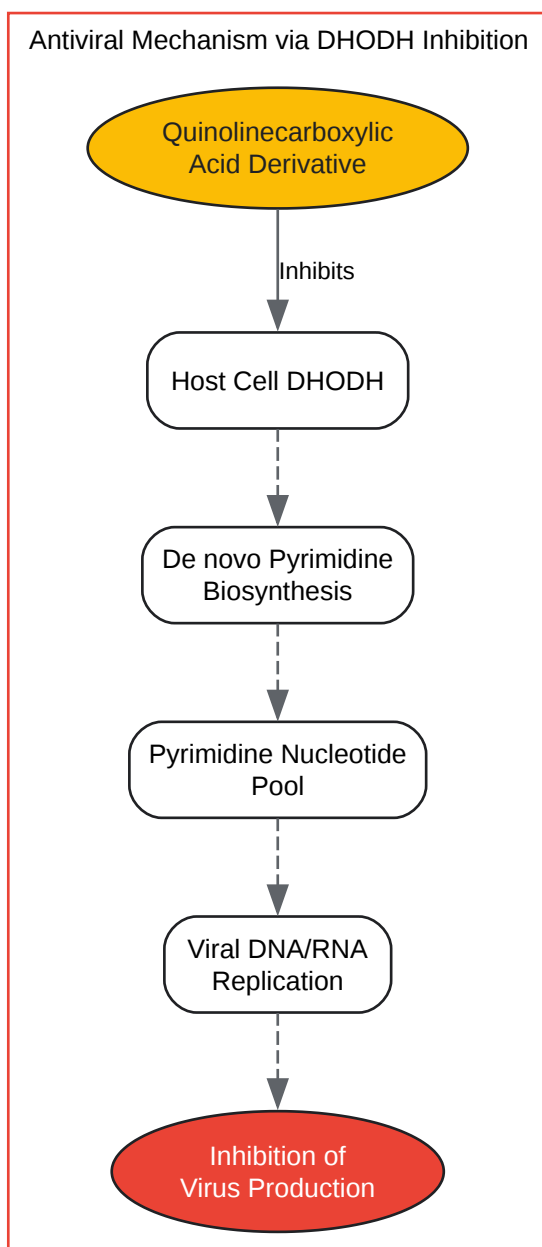 Antiviral Mechanism via DHODH Inhibition
Quinolinecarboxylic
Acid Derivative
Inhibits
Host Cell DHODH
De novo Pyrimidine
Biosynthesis
Pyrimidine Nucleotide
Pool
Viral DNA/RNA
Replication
Inhibition of
Virus Production